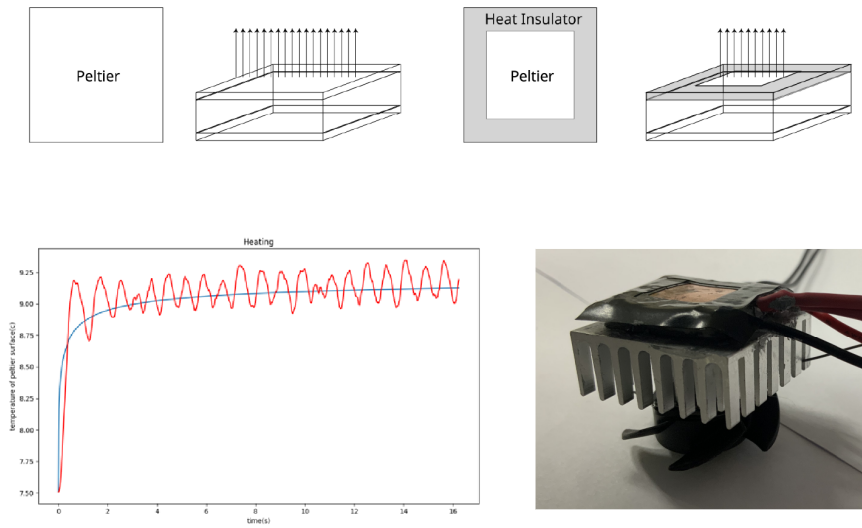 Peltier
Heat Insulator
Peltier
Heating
temperature of peltier surface(c)
9.25
9.00
8.75
8.50
8.25
8.00
7.75
7.50
0
2
4
6
8
10
12
14
16
time(s)